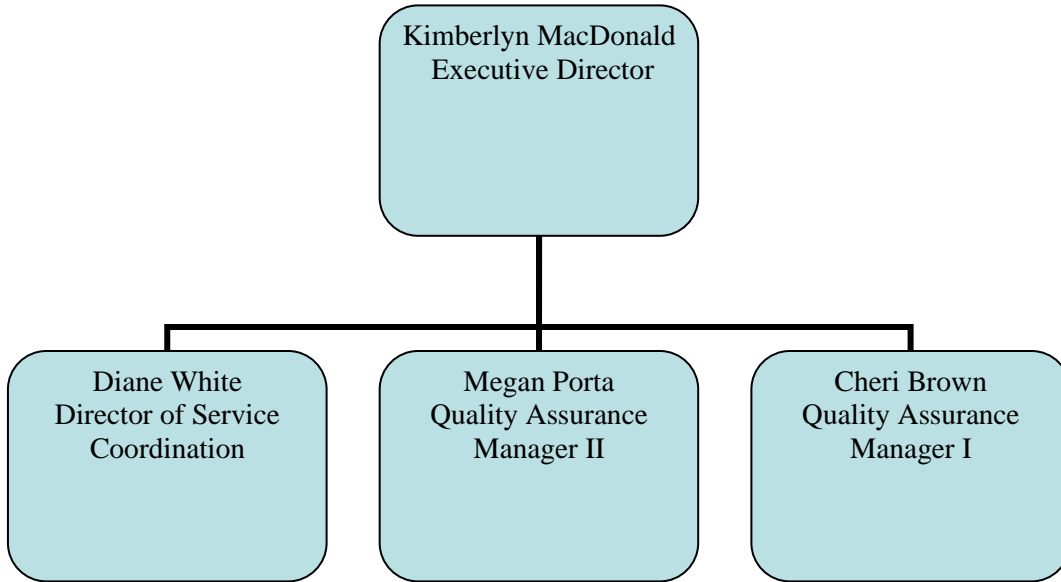 Kimberlyn MacDonald
Executive Director
Diane White
Director of Service
Coordination
Megan Porta
Quality Assurance
Manager II
Cheri Brown
Quality Assurance
Manager I